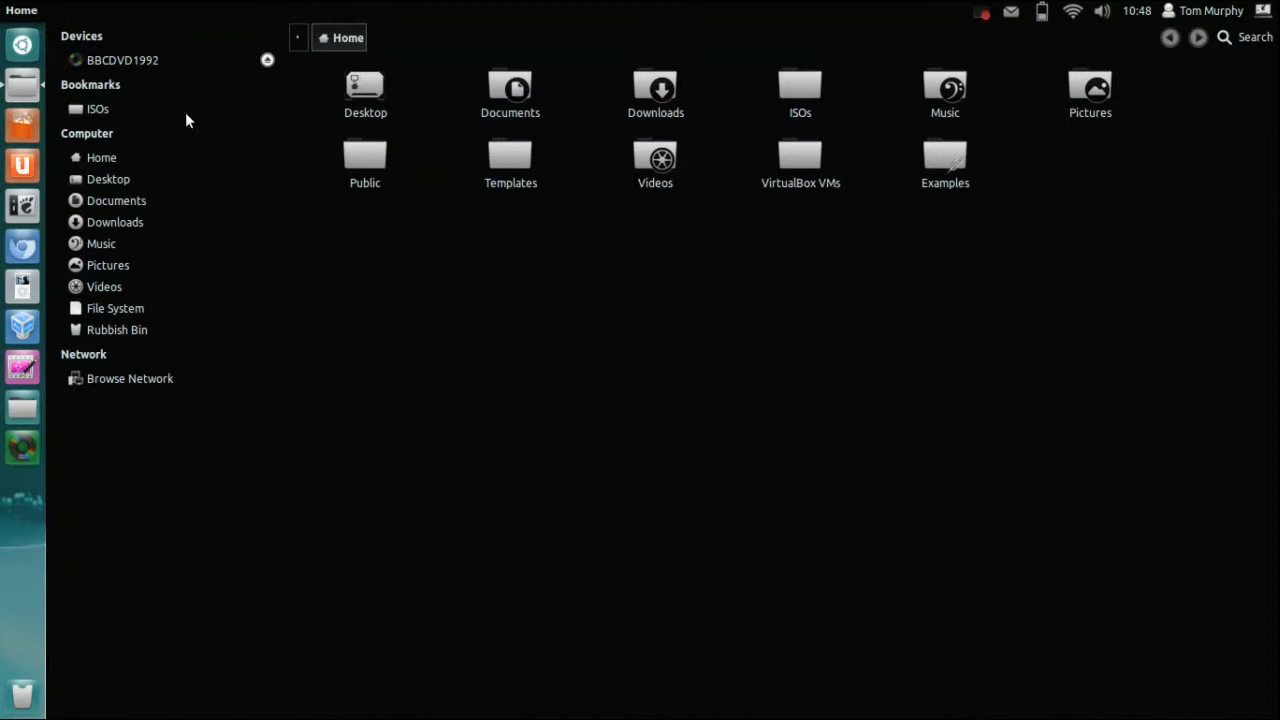 Home
10:48 Tom Murphy
Devices
BBCDVD1992
Bookmarks
ISOs
Computer
Home
Desktop
Documents
Downloads
Music
Pictures
Videos
File System
Rubbish Bin
Network
Browse Network
Home
Search
Desktop Documents Downloads ISOs Music Pictures
Public Templates Videos VirtualBox VMs Examples